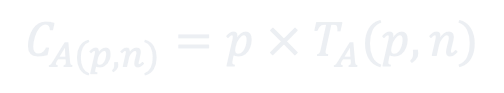 C_{A(p,n)} = p × T_A(p, n)